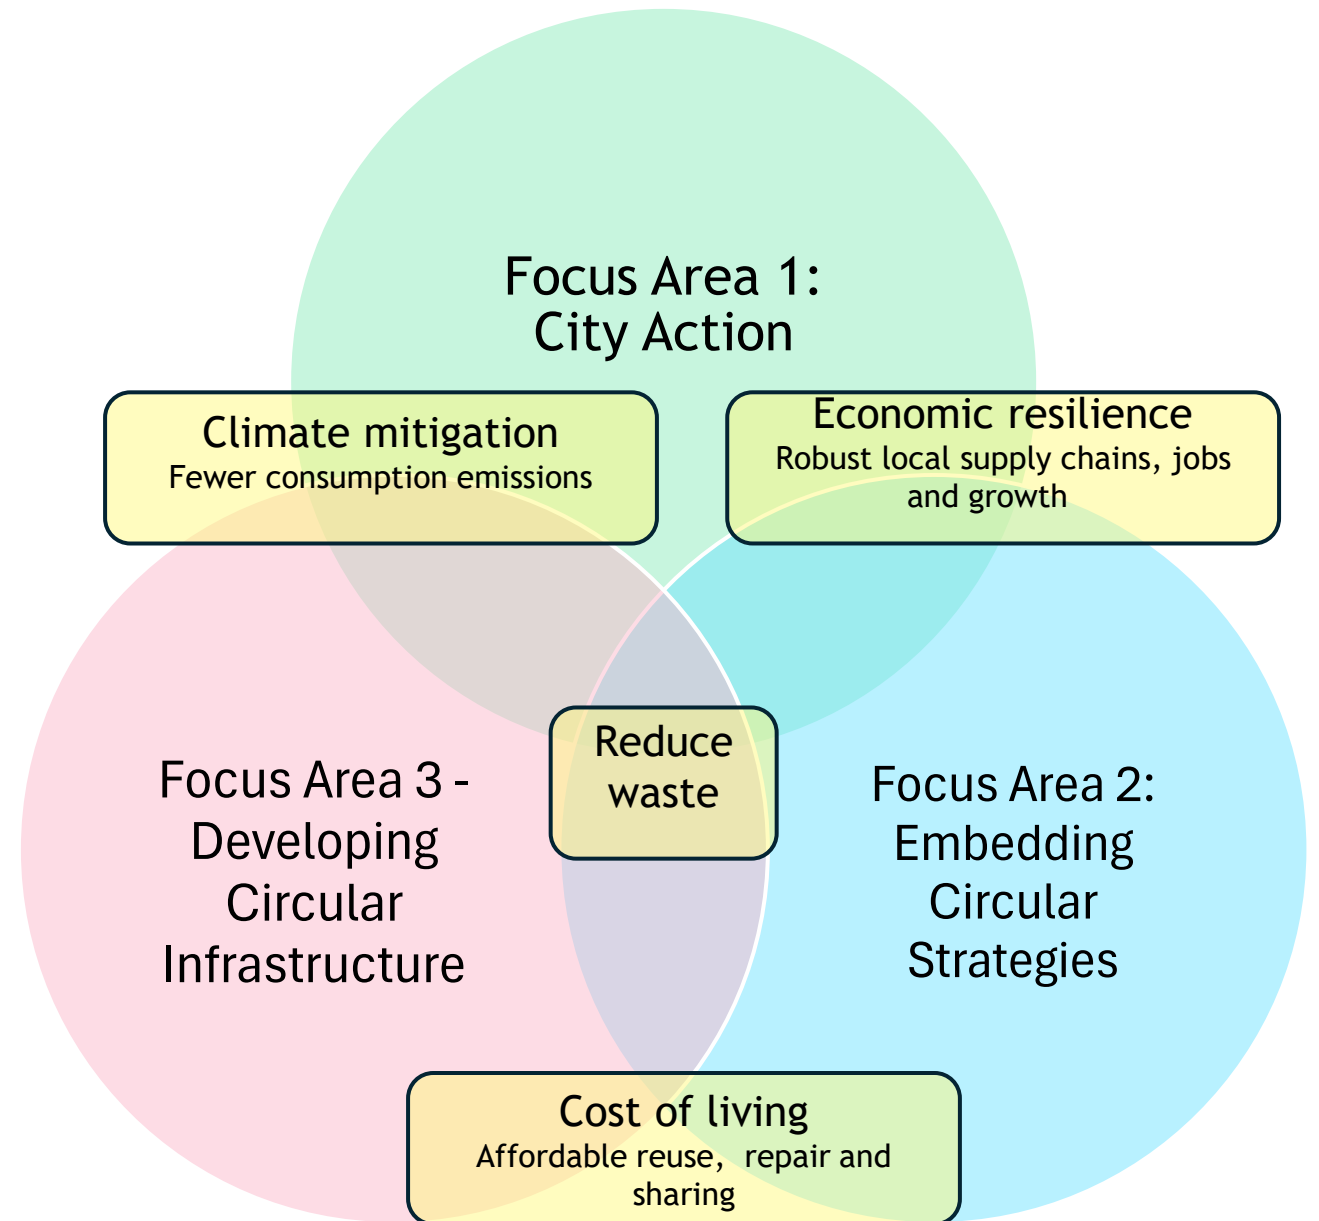 Focus Area 1:
City Action
Climate mitigation
Fewer consumption emissions
Economic resilience
Robust local supply chains, jobs
and growth
Reduce
waste
Focus Area 3 -
Developing
Circular
Infrastructure
Focus Area 2:
Embedding
Circular
Strategies
Cost of living
Affordable reuse,  repair and
sharing